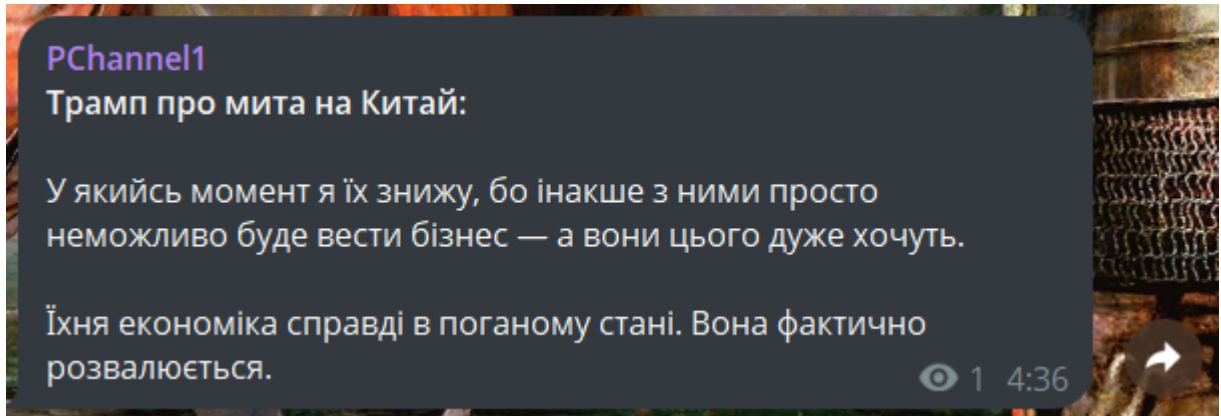 PChannel1
Трамп про мита на Китай:
У якийсь момент я їх знижу, бо інакше з ними просто
неможливо буде вести бізнес — а вони цього дуже хочуть.
Їхня економіка справді в поганому стані. Вона фактично
розвалюється.
1 4:36